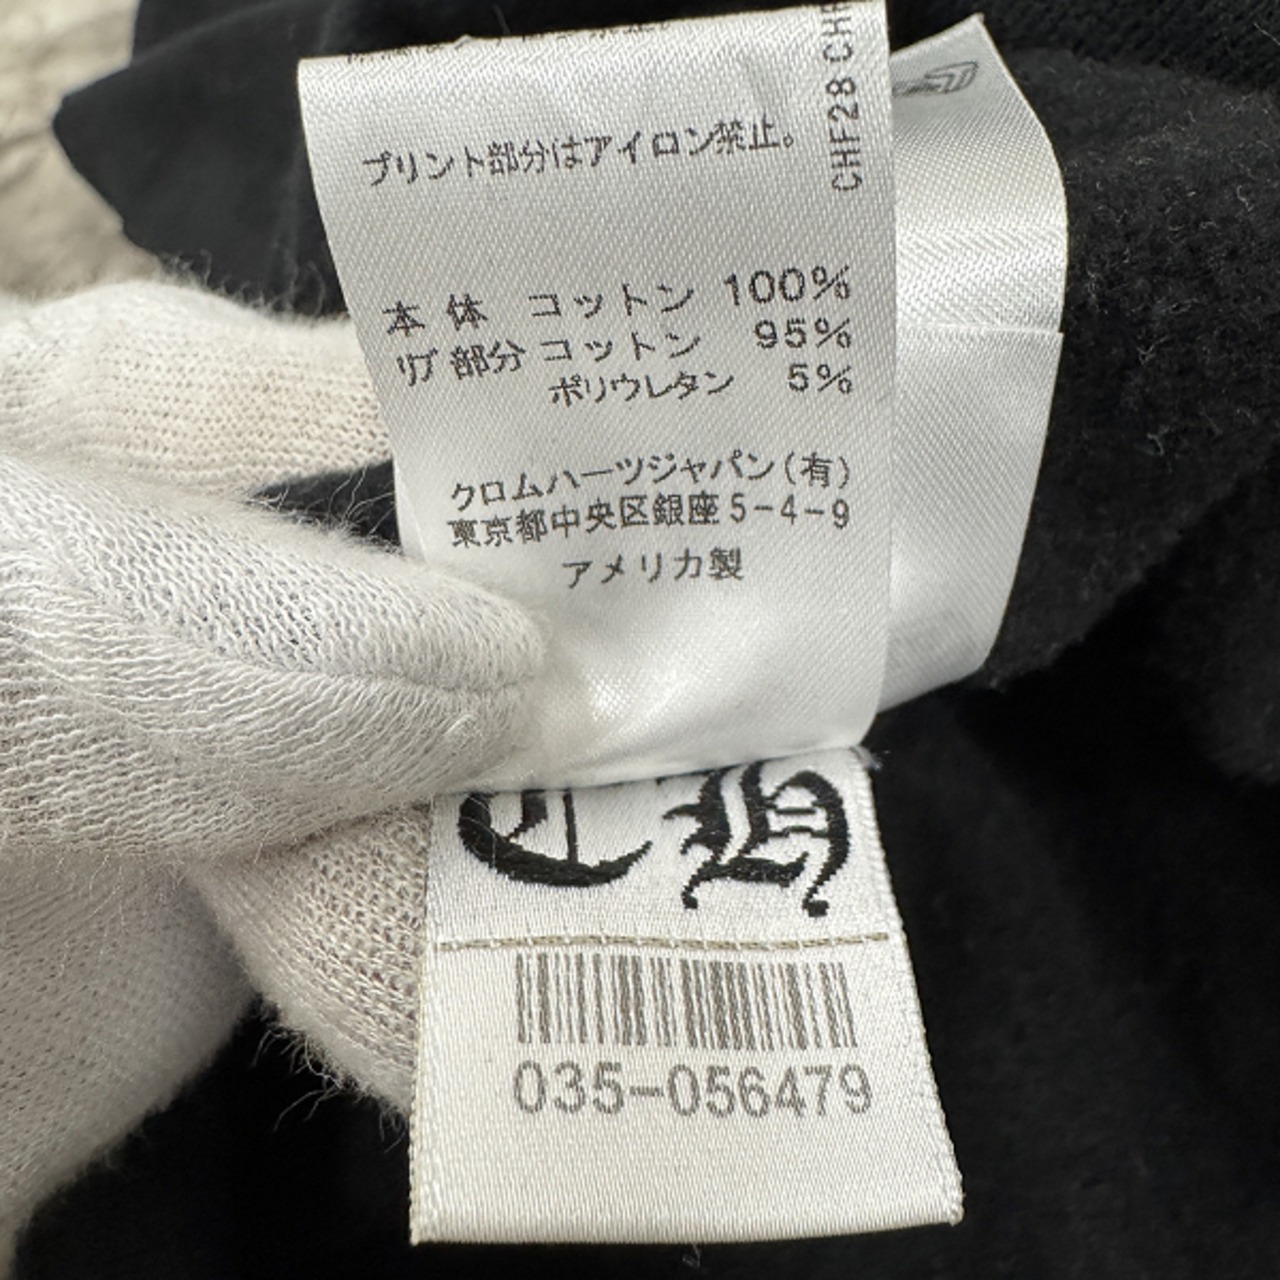 プリント部分はアイロン禁止。
CHF28
本 体 コットン 100%
リブ部分 コットン 95%
ポリウレタン 5%
クロムハーツジャパン(有)
東京都中央区銀座5-4-9
アメリカ製
CH
035-056479